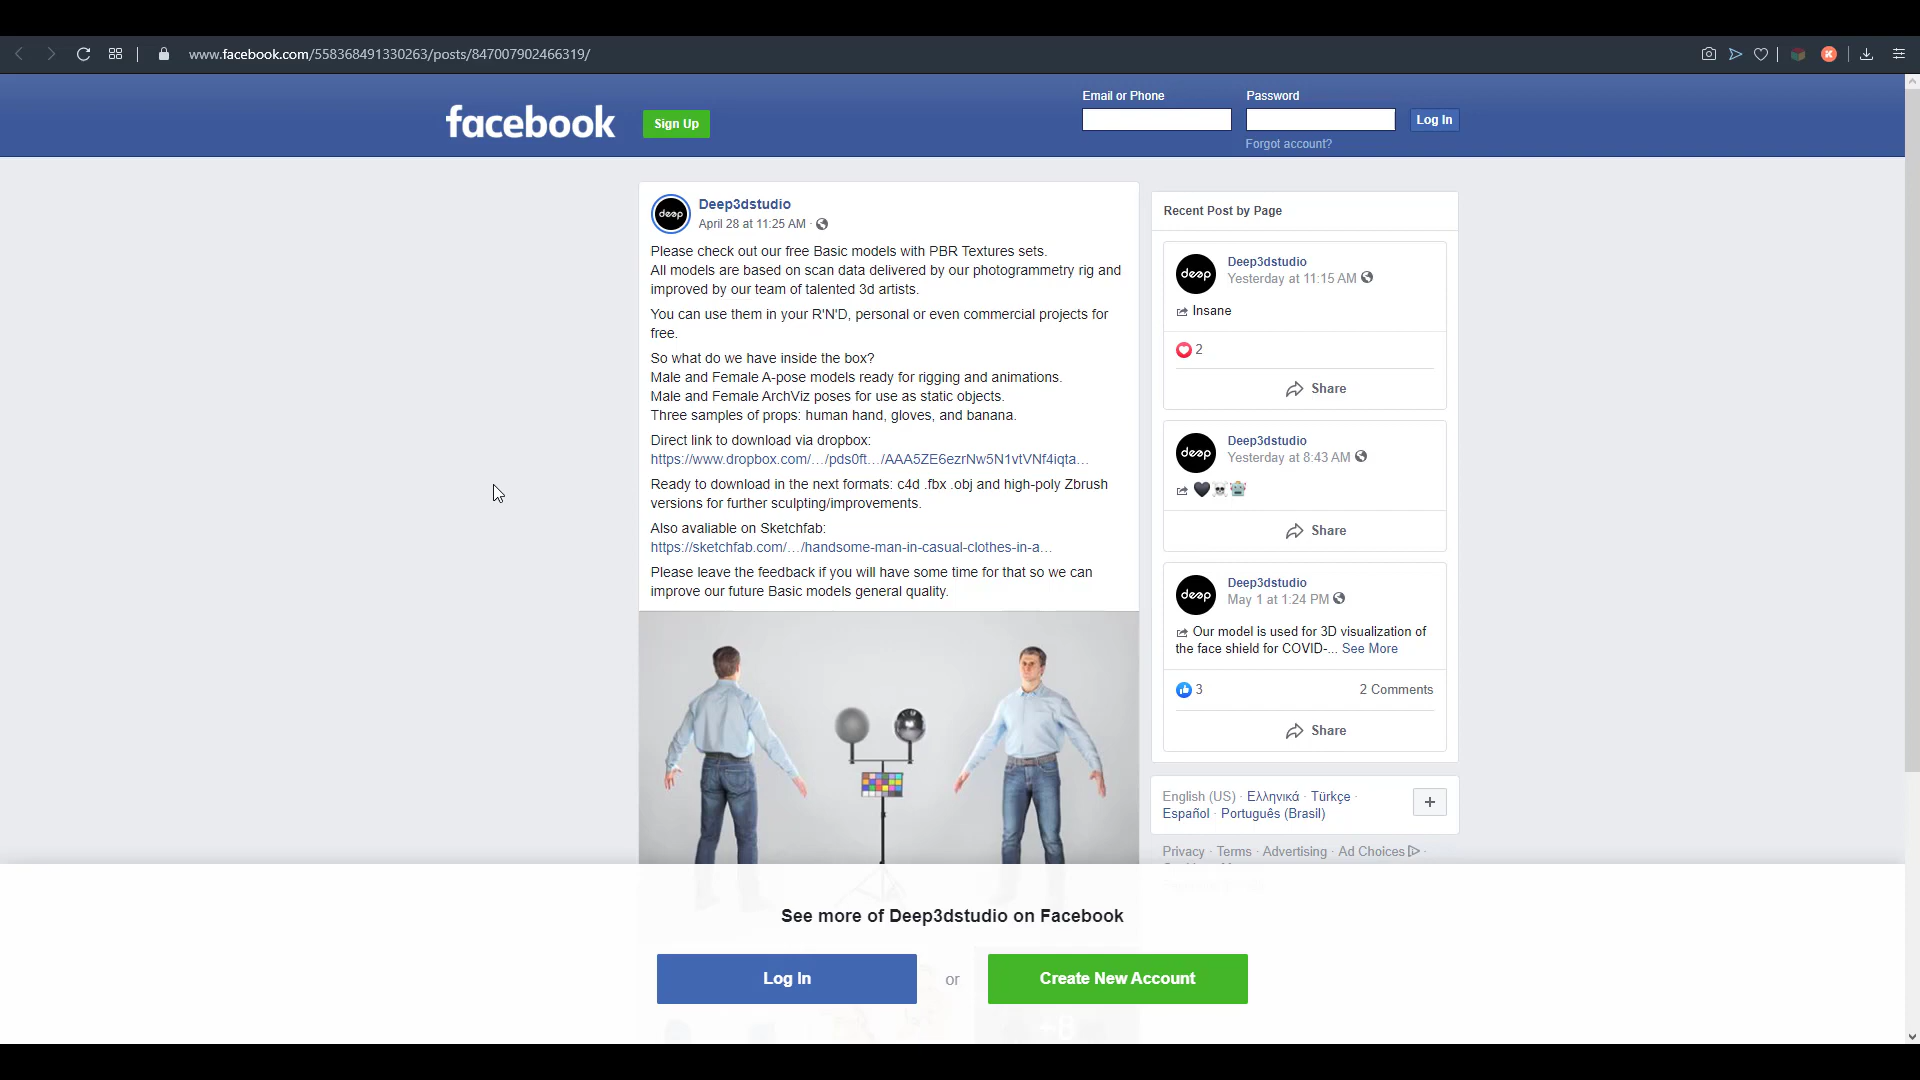 www.facebook.com/558368491330263/posts/847007902466319/
facebook
Sign Up
Email or Phone
Password
Log In
Forgot account?
deep
Deep3dstudio
April 28 at 11:25 AM ·
Please check out our free Basic models with PBR Textures sets.
All models are based on scan data delivered by our photogrammetry rig and
improved by our team of talented 3d artists.
You can use them in your R'N'D, personal or even commercial projects for
free.
So what do we have inside the box?
Male and Female A-pose models ready for rigging and animations.
Male and Female ArchViz poses for use as static objects.
Three samples of props: human hand, gloves, and banana.
Direct link to download via dropbox:
https://www.dropbox.com/…/pds0ft…/AAA5ZE6ezrNw5N1vtVNf4iqta…
Ready to download in the next formats: c4d .fbx .obj and high-poly Zbrush
versions for further sculpting/improvements.
Also avaliable on Sketchfab:
https://sketchfab.com/…/handsome-man-in-casual-clothes-in-a…
Please leave the feedback if you will have some time for that so we can
improve our future Basic models general quality.
Recent Post by Page
deep
Deep3dstudio
Yesterday at 11:15 AM
Insane
2
Share
deep
Deep3dstudio
Yesterday at 8:43 AM
🖤☠️🤖
Share
deep
Deep3dstudio
May 1 at 1:24 PM
Our model is used for 3D visualization of
the face shield for COVID-... See More
3
2 Comments
Share
English (US) · Ελληνικά · Türkçe ·
Español · Português (Brasil)
+
Privacy · Terms · Advertising · Ad Choices ·
See more of Deep3dstudio on Facebook
Log In
or
Create New Account
+8